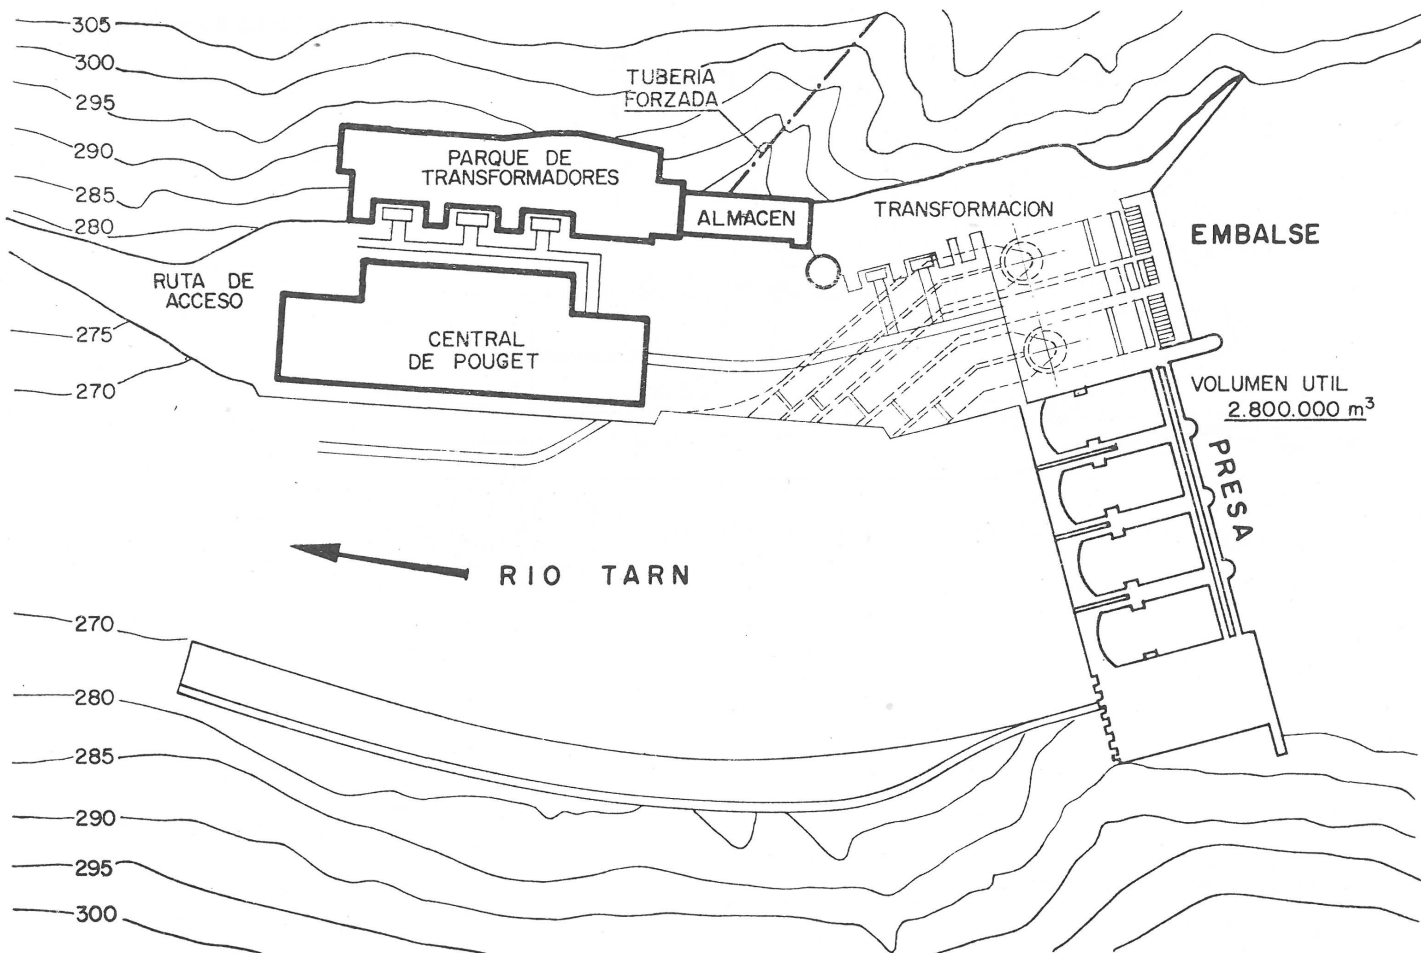 305
300
295
290
285
280
TUBERIA
FORZADA
PARQUE DE
TRANSFORMADORES
ALMACEN
TRANSFORMACION
EMBALSE
RUTA DE
ACCESO
275
270
CENTRAL
DE POUGET
VOLUMEN UTIL
2.800.000 m³
PRESA
RIO TARN
270
280
285
290
295
300